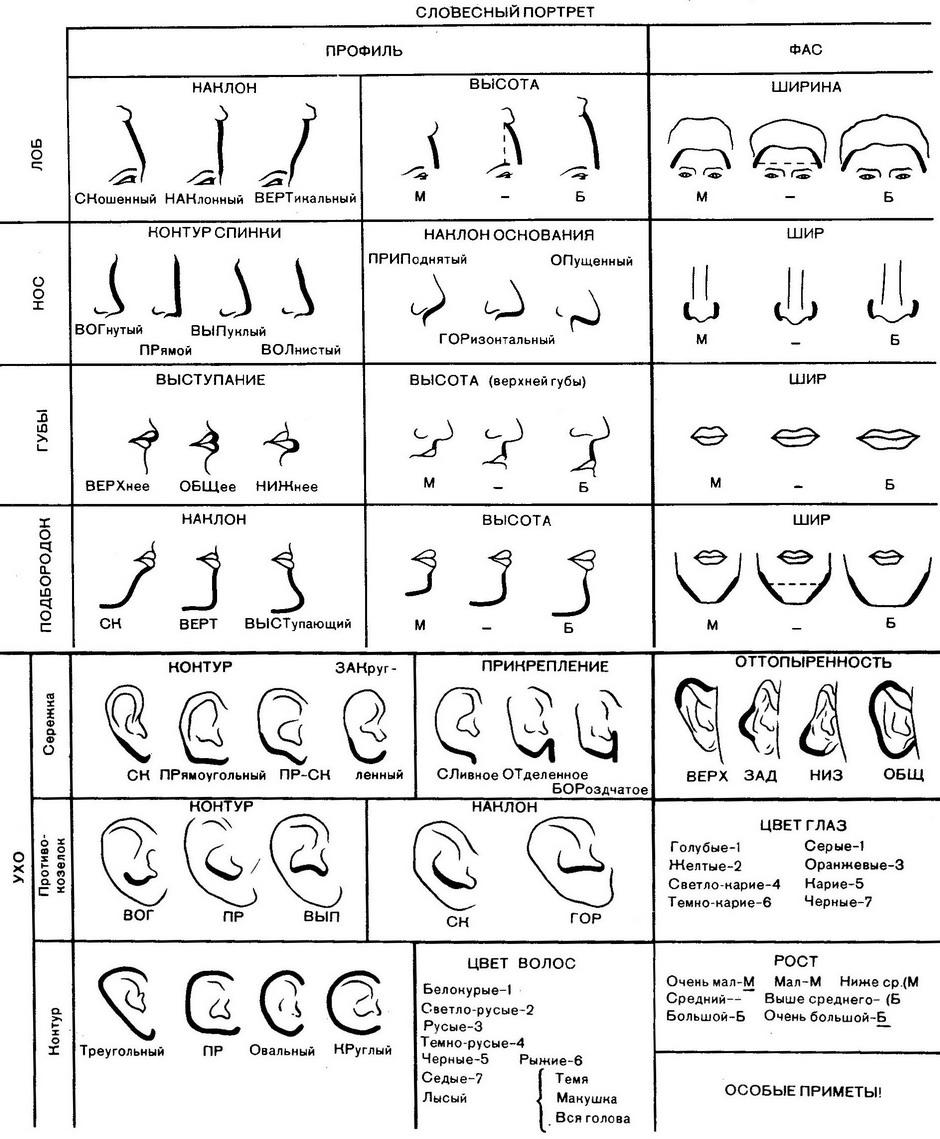 СЛОВЕСНЫЙ ПОРТРЕТ
ПРОФИЛЬ
ФАС
ЛОБ
НАКЛОН
ВЫСОТА
ШИРИНА
СКошенный НАКлонный ВЕРТикальный
М – Б
М – Б
НОС
КОНТУР СПИНКИ
НАКЛОН ОСНОВАНИЯ
ШИР
ПРИПоднятый ОПущенный
ВОГнутый ВЫПуклый
ГОРизонтальный
ПРямой ВОЛнистый
М – Б
ГУБЫ
ВЫСТУПАНИЕ
ВЫСОТА (верхней губы)
ШИР
ВЕРХнее ОБЩее НИЖнее
М – Б
М – Б
ПОДБОРОДОК
НАКЛОН
ВЫСОТА
ШИР
СК ВЕРТ ВЫСТупающий
М – Б
М – Б
УХО
Сережка
КОНТУР ЗАКруг-
ПРИКРЕПЛЕНИЕ
ОТТОПЫРЕННОСТЬ
СК ПРямоугольный ПР-СК ленный
СЛивное ОТделенное
БОРоздчатое
ВЕРХ ЗАД НИЗ ОБЩ
Противо-
козелок
КОНТУР
НАКЛОН
ВОГ ПР ВЫП
СК ГОР
ЦВЕТ ГЛАЗ
Голубые-1 Серые-1
Желтые-2 Оранжевые-3
Светло-карие-4 Карие-5
Темно-карие-6 Черные-7
Контур
Треугольный ПР Овальный КРуглый
ЦВЕТ ВОЛОС
Белокурые-1
Светло-русые-2
Русые-3
Темно-русые-4
Черные-5 Рыжие-6
Седые-7 Темя
Лысый Макушка
Вся голова
РОСТ
Очень мал-М Мал-М Ниже ср.(М
Средний-- Выше среднего- (Б
Большой-Б Очень большой-Б
ОСОБЫЕ ПРИМЕТЫ!